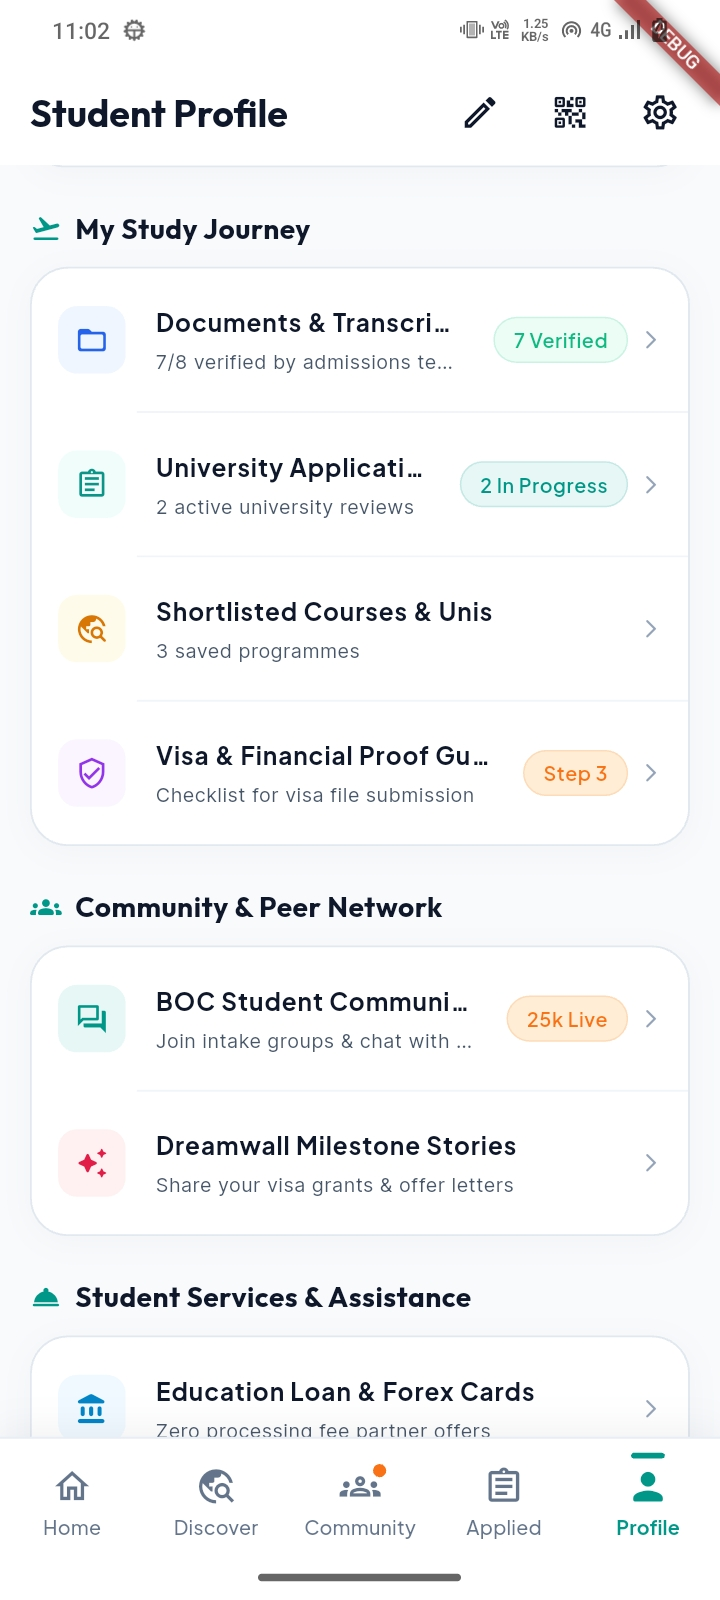 11:02
Vo))
LTE
1.25
KB/s
4G
DEBUG
Student Profile
My Study Journey
Documents & Transcri...
7/8 verified by admissions te...
7 Verified
University Applicati...
2 active university reviews
2 In Progress
Shortlisted Courses & Unis
3 saved programmes
Visa & Financial Proof Gu...
Checklist for visa file submission
Step 3
Community & Peer Network
BOC Student Communi...
Join intake groups & chat with ...
25k Live
Dreamwall Milestone Stories
Share your visa grants & offer letters
Student Services & Assistance
Education Loan & Forex Cards
Zero processing fee partner offers
Home
Discover
Community
Applied
Profile